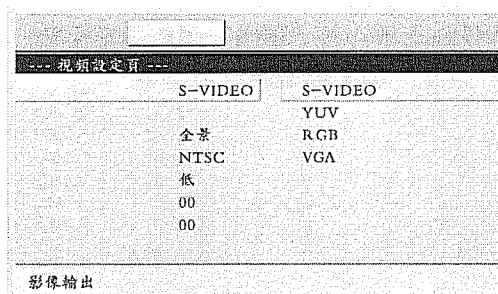 --- 視頻設定頁 ---
S-VIDEO S-VIDEO
YUV
全景 RGB
NTSC VGA
低
00
00
影像輸出